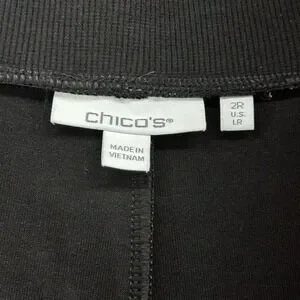 chico's®
MADE IN
VIETNAM
2R
U.S.
LR